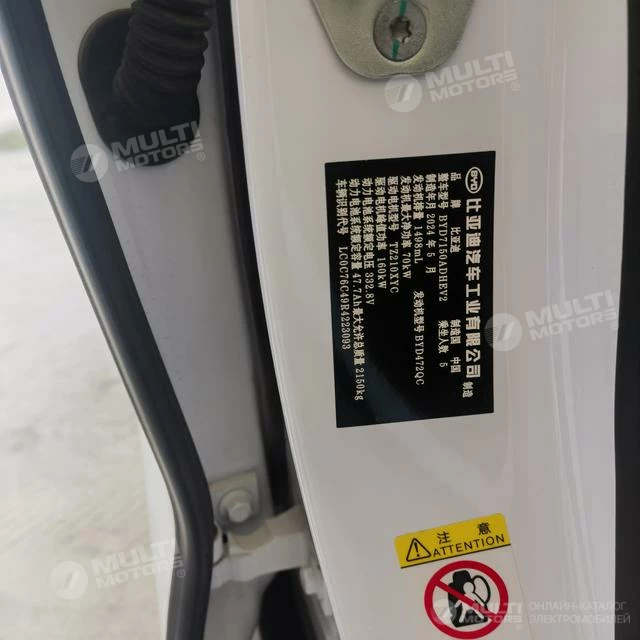 MULTI MOTORS®
MULTI MOTORS®
BYD 比亚迪汽车工业有限公司 制造
品 牌 比亚迪 制造国 中国
整车型号 BYD7150ADHEV2 乘坐人数 5
制造年月 2024年5月
发动机排量 1498mL 发动机型号 BYD472QC
发动机最大净功率 70kW
驱动电机型号 TZ210XYC
驱动电机峰值功率 160kW
动力电池系统额定电压 332.8V
动力电池系统额定容量 47.7Ah 最大允许总质量 2150kg
车辆识别代号 LC0C76C49R4223093
MULTI MOTORS®
注 意
ATTENTION
MULTI MOTORS®
MULTI MOTORS®
ОНЛАЙН-КАТАЛОГ
ЭЛЕКТРОМОБИЛЕЙ